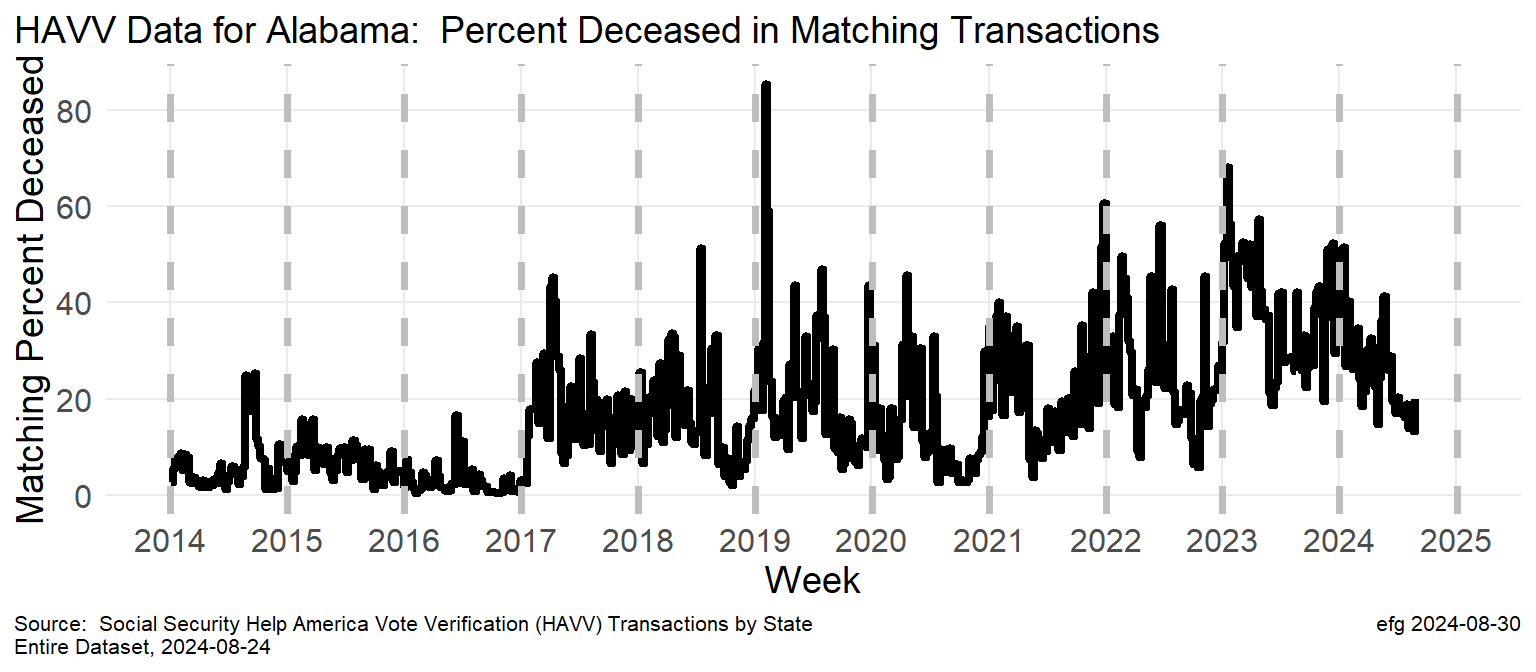 HAVV Data for Alabama:  Percent Deceased in Matching Transactions
Matching Percent Deceased
80
60
40
20
0
2014 2015 2016 2017 2018 2019 2020 2021 2022 2023 2024 2025
Week
Source:  Social Security Help America Vote Verification (HAVV) Transactions by State
Entire Dataset, 2024-08-24
efg 2024-08-30